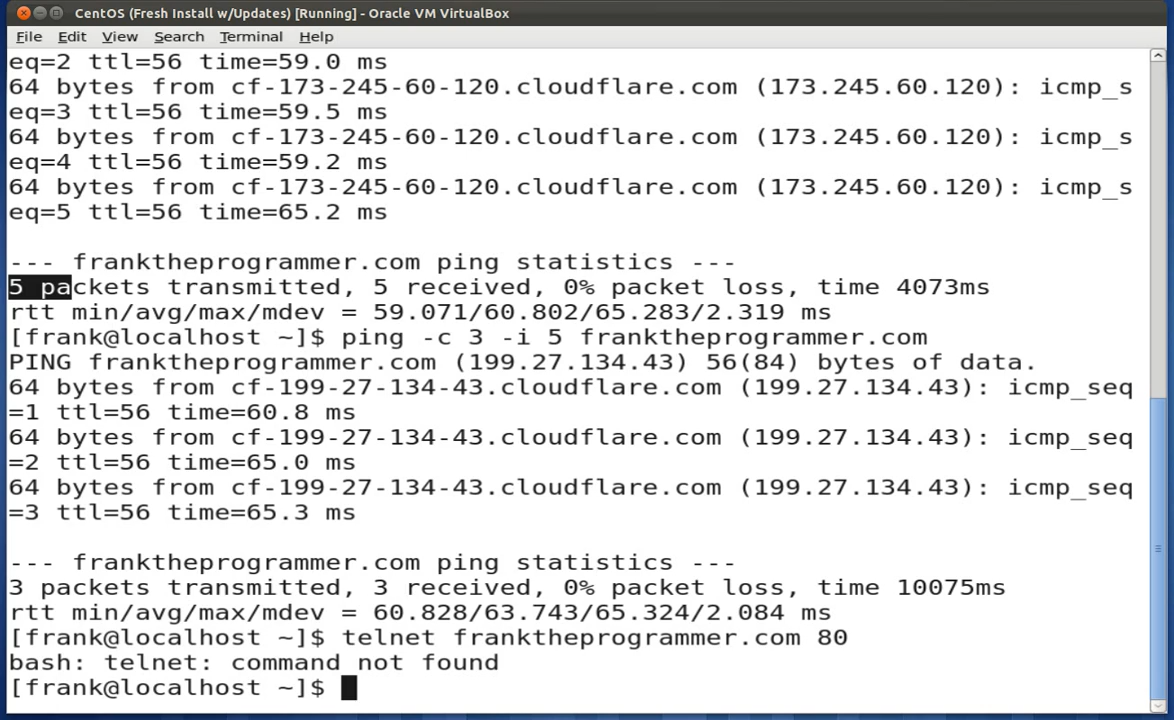 CentOS (Fresh Install w/Updates) [Running] - Oracle VM VirtualBox
File Edit View Search Terminal Help
eq=2 ttl=56 time=59.0 ms
64 bytes from cf-173-245-60-120.cloudflare.com (173.245.60.120): icmp_s
eq=3 ttl=56 time=59.5 ms
64 bytes from cf-173-245-60-120.cloudflare.com (173.245.60.120): icmp_s
eq=4 ttl=56 time=59.2 ms
64 bytes from cf-173-245-60-120.cloudflare.com (173.245.60.120): icmp_s
eq=5 ttl=56 time=65.2 ms
--- franktheprogrammer.com ping statistics ---
5 packets transmitted, 5 received, 0% packet loss, time 4073ms
rtt min/avg/max/mdev = 59.071/60.802/65.283/2.319 ms
[frank@localhost ~]$ ping -c 3 -i 5 franktheprogrammer.com
PING franktheprogrammer.com (199.27.134.43) 56(84) bytes of data.
64 bytes from cf-199-27-134-43.cloudflare.com (199.27.134.43): icmp_seq
=1 ttl=56 time=60.8 ms
64 bytes from cf-199-27-134-43.cloudflare.com (199.27.134.43): icmp_seq
=2 ttl=56 time=65.0 ms
64 bytes from cf-199-27-134-43.cloudflare.com (199.27.134.43): icmp_seq
=3 ttl=56 time=65.3 ms
--- franktheprogrammer.com ping statistics ---
3 packets transmitted, 3 received, 0% packet loss, time 10075ms
rtt min/avg/max/mdev = 60.828/63.743/65.324/2.084 ms
[frank@localhost ~]$ telnet franktheprogrammer.com 80
bash: telnet: command not found
[frank@localhost ~]$